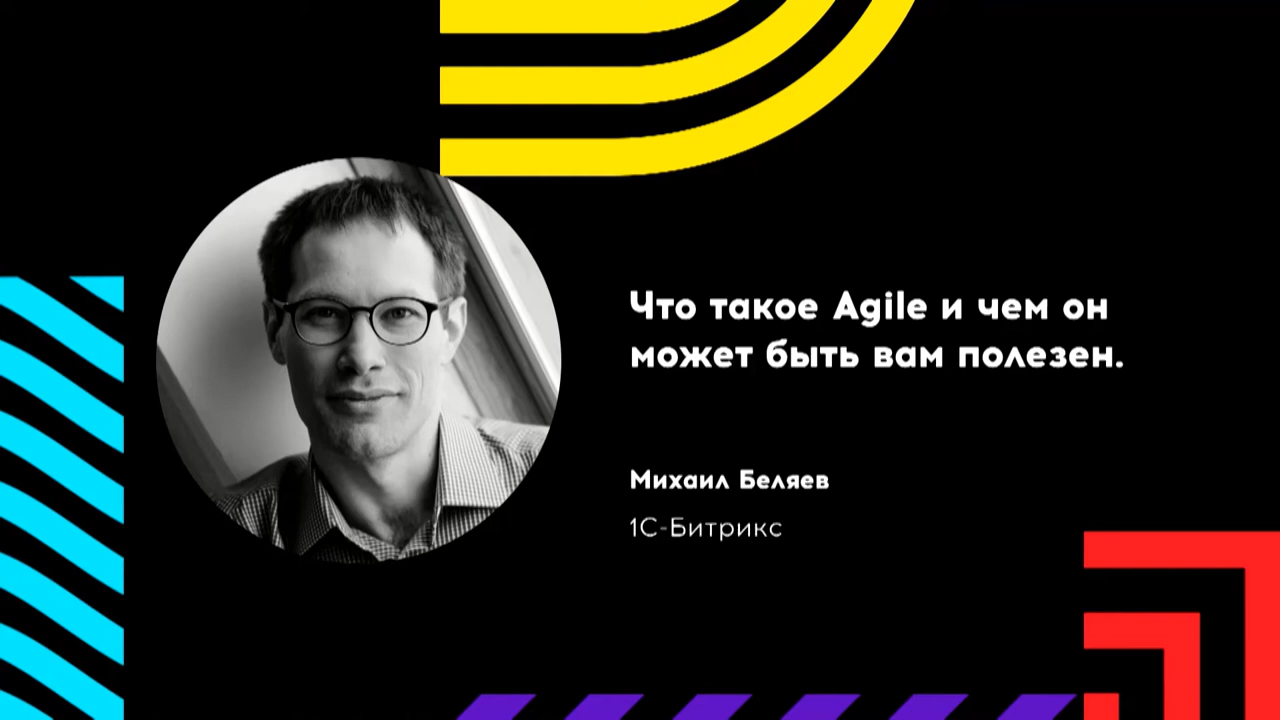 Что такое Agile и чем он
может быть вам полезен.
Михаил Беляев
1С-Битрикс